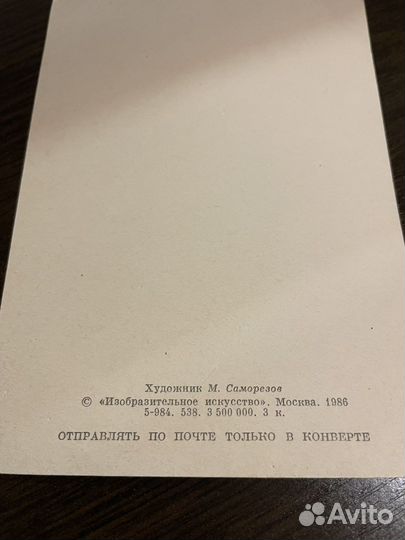 Художник М. Саморезов
© «Изобразительное искусство». Москва. 1986
5-984. 538. 3 500 000. 3 к.
ОТПРАВЛЯТЬ ПО ПОЧТЕ ТОЛЬКО В КОНВЕРТЕ
Avito